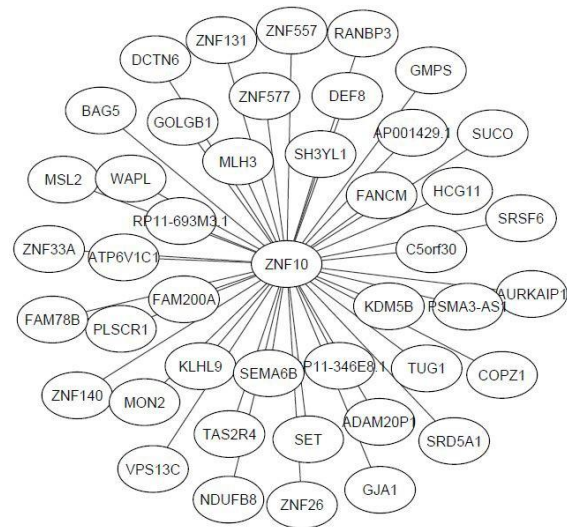 ZNF557
RANBP3
ZNF131
DCTN6
GMPS
ZNF577
DEF8
BAG5
GOLGB1
AP001429.1
SUCO
MLH3
SH3YL1
MSL2
WAPL
FANCM
HCG11
RP11-693M3.1
SRSF6
ZNF33A
ATP6V1C1
ZNF10
C5orf30
FAM78B
PLSCR1
FAM200A
KDM5B
PSMA3-AS1
AURKAIP1
ZNF140
MON2
KLHL9
SEMA6B
P11-346E8.1
TUG1
COPZ1
TAS2R4
SET
ADAM20P1
SRD5A1
VPS13C
NDUFB8
ZNF26
GJA1